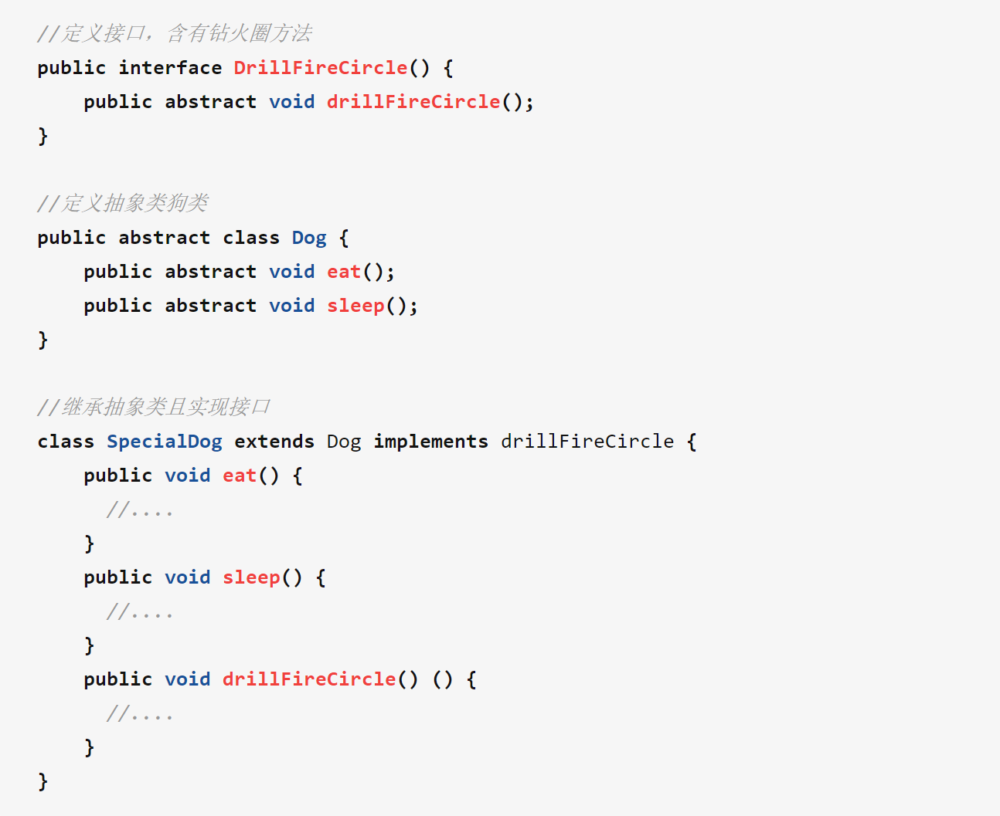 //定义接口，含有钻火圈方法
public interface DrillFireCircle() {
    public abstract void drillFireCircle();
}

//定义抽象类狗类
public abstract class Dog {
    public abstract void eat();
    public abstract void sleep();
}

//继承抽象类且实现接口
class SpecialDog extends Dog implements drillFireCircle {
    public void eat() {
      //....
    }
    public void sleep() {
      //....
    }
    public void drillFireCircle() () {
      //....
    }
}